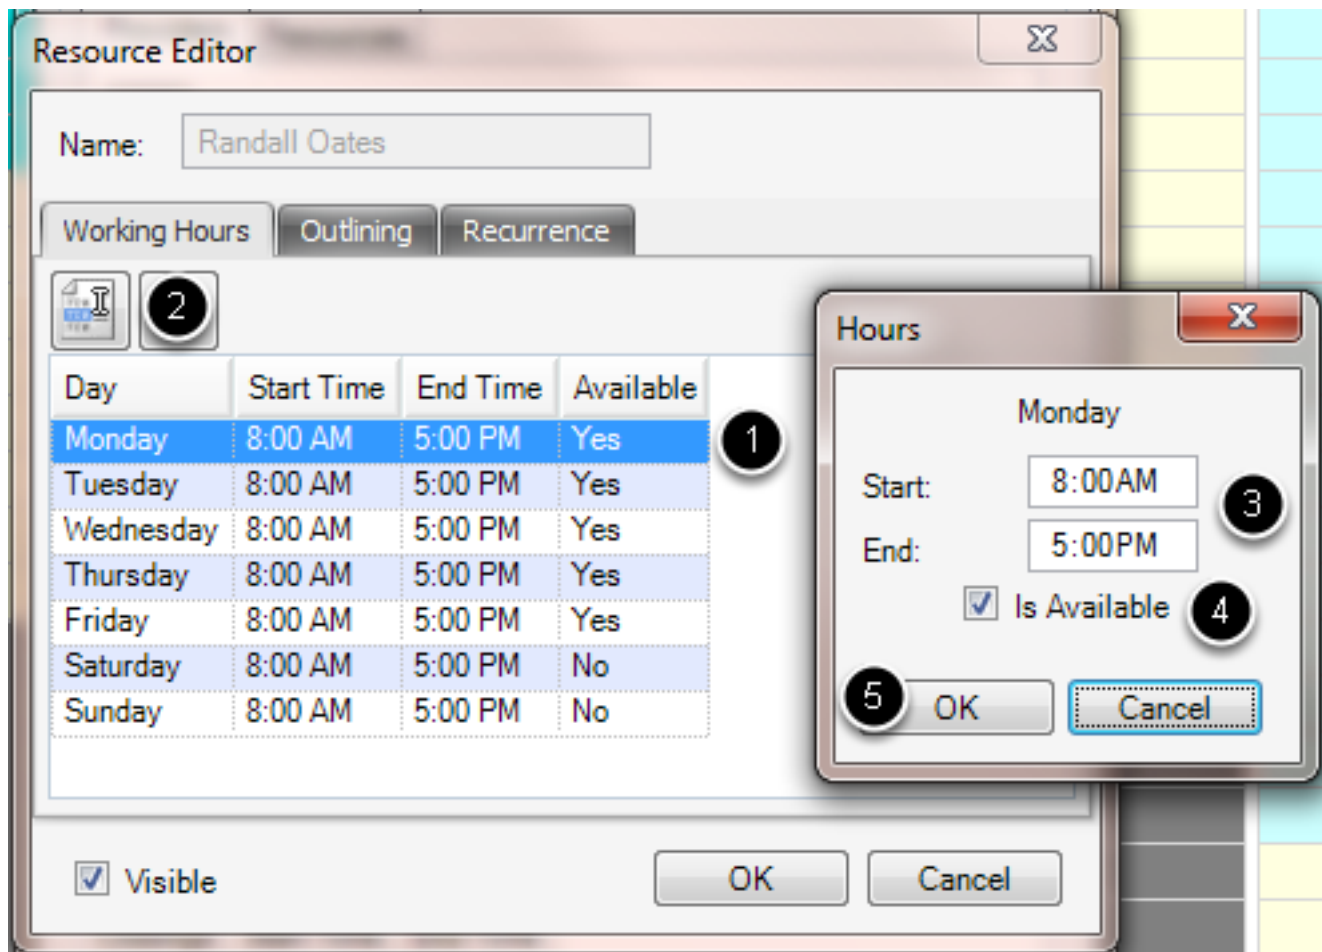 Resource Editor
Name: Randall Oates
Working Hours Outlining Recurrence
2
Day Start Time End Time Available
Monday 8:00 AM 5:00 PM Yes 1
Tuesday 8:00 AM 5:00 PM Yes
Wednesday 8:00 AM 5:00 PM Yes
Thursday 8:00 AM 5:00 PM Yes
Friday 8:00 AM 5:00 PM Yes
Saturday 8:00 AM 5:00 PM No
Sunday 8:00 AM 5:00 PM No
Visible OK Cancel
Hours
Monday
Start: 8:00AM
3
End: 5:00PM
Is Available 4
5 OK Cancel